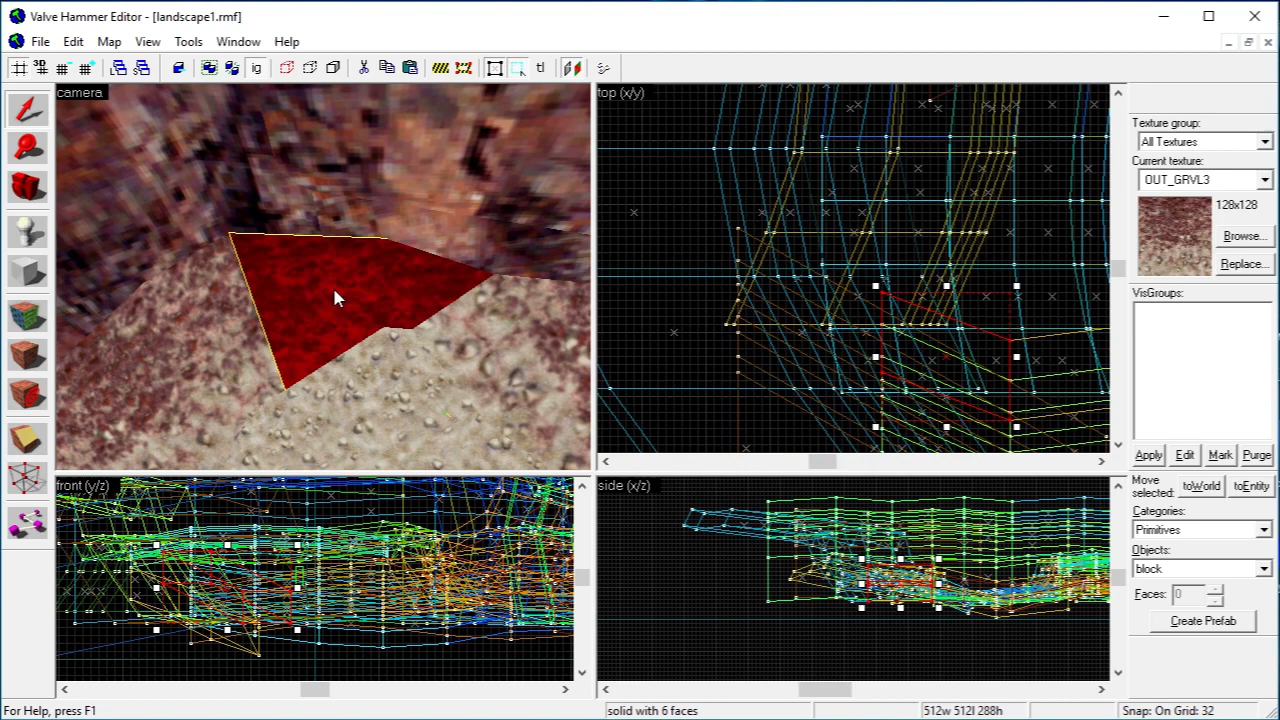 Valve Hammer Editor - [landscape1.rmf]
File Edit Map View Tools Window Help
3D L S ig tl
camera
top (x/y)
front (y/z)
side (x/z)
Texture group:
All Textures
Current texture:
OUT_GRVL3
128x128
Browse...
Replace...
VisGroups:
Apply Edit Mark Purge
Move
selected: toWorld toEntity
Categories:
Primitives
Objects:
block
Faces: 0
Create Prefab
For Help, press F1
solid with 6 faces
512w 512l 288h
Snap: On Grid: 32